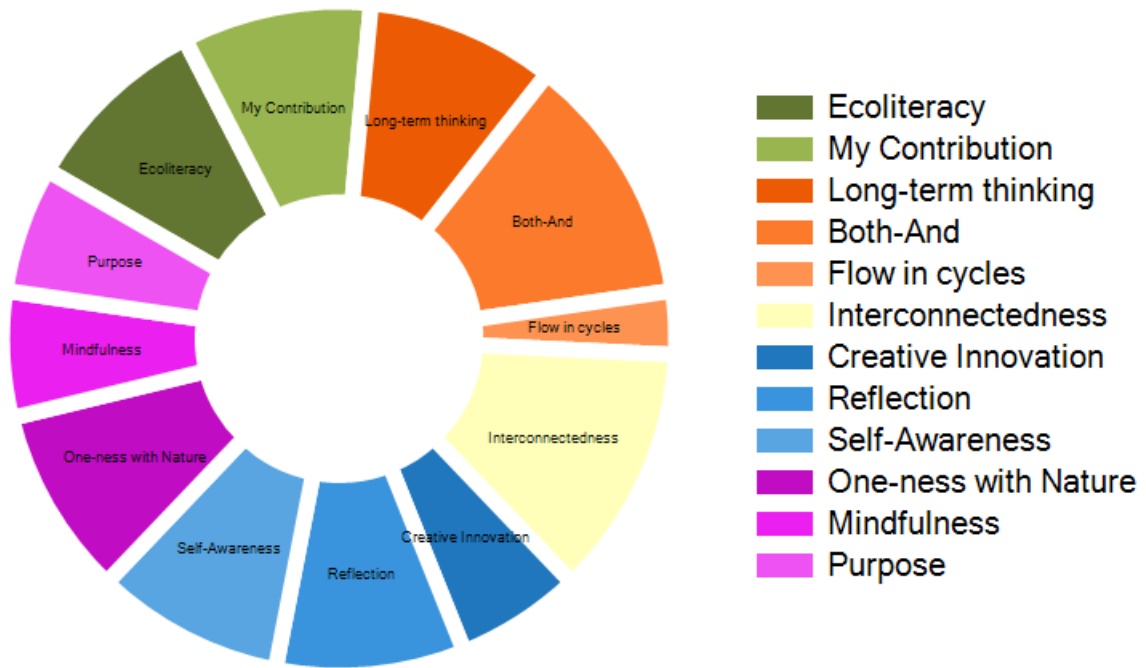 My Contribution
Long-term thinking
Ecoliteracy
Both-And
Purpose
Flow in cycles
Mindfulness
Interconnectedness
One-ness with Nature
Creative Innovation
Self-Awareness
Reflection
Ecoliteracy
My Contribution
Long-term thinking
Both-And
Flow in cycles
Interconnectedness
Creative Innovation
Reflection
Self-Awareness
One-ness with Nature
Mindfulness
Purpose